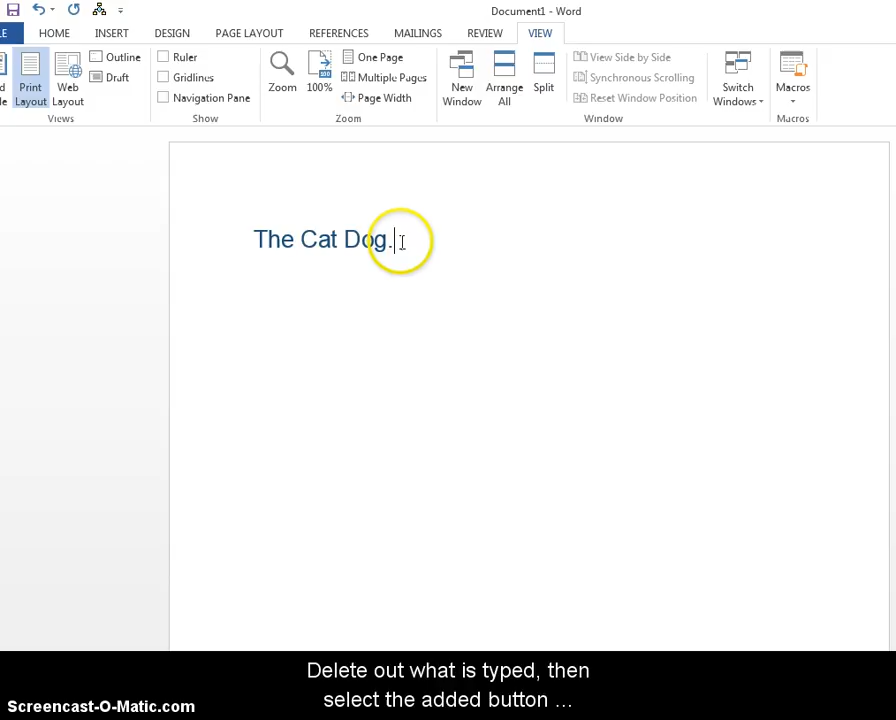 Document1 - Word
HOME INSERT DESIGN PAGE LAYOUT REFERENCES MAILINGS REVIEW VIEW
Print Layout
Web Layout
Outline
Draft
Views
Ruler
Gridlines
Navigation Pane
Show
Zoom
100%
One Page
Multiple Pages
Page Width
Zoom
New Window
Arrange All
Split
View Side by Side
Synchronous Scrolling
Reset Window Position
Window
Switch Windows
Macros
Macros
The Cat Dog.
Delete out what is typed, then
select the added button ...
Screencast-O-Matic.com